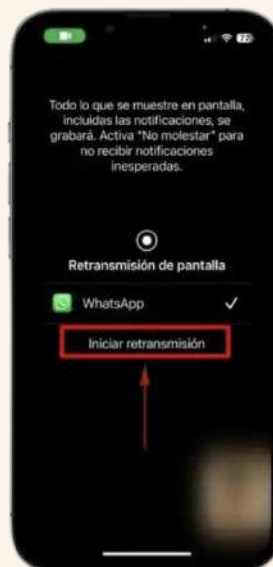 77
Todo lo que se muestre en pantalla,
incluidas las notificaciones, se
grabará. Activa "No molestar" para
no recibir notificaciones
inesperadas.
Retransmisión de pantalla
WhatsApp
Iniciar retransmisión